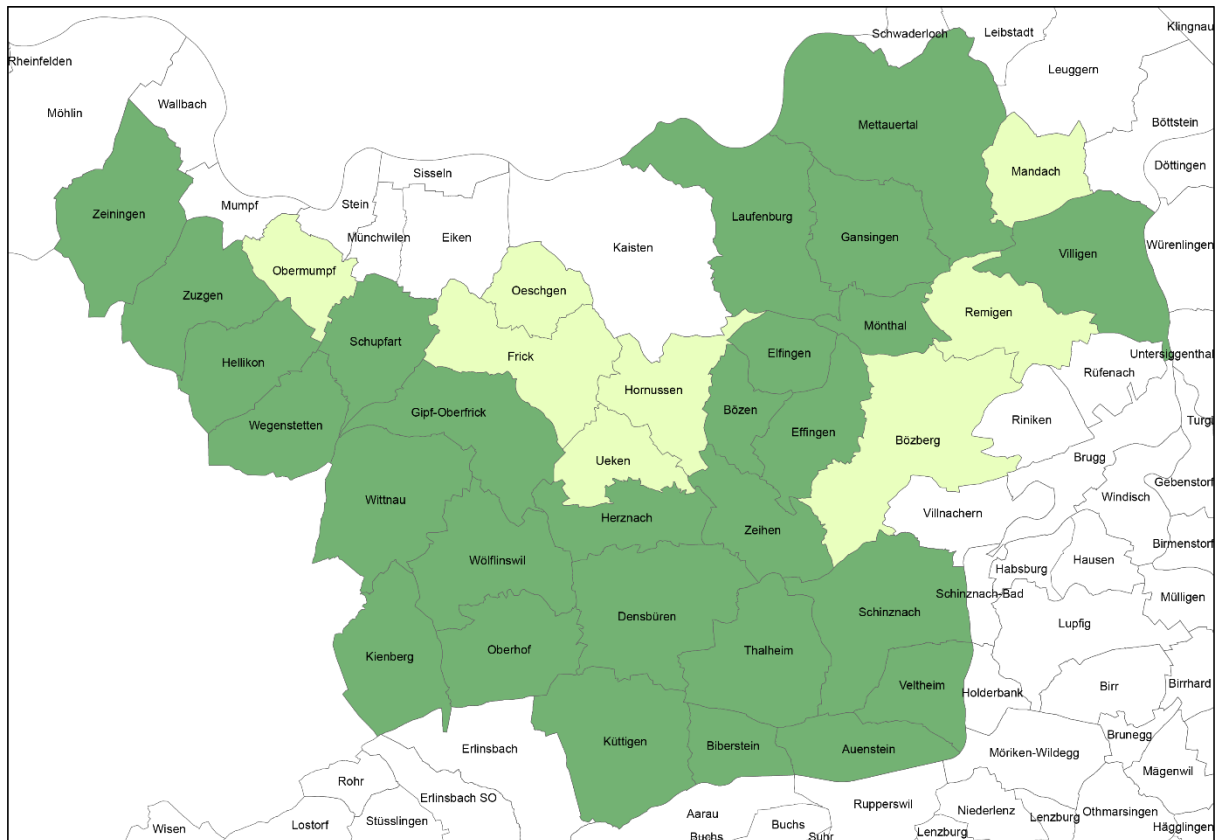 Schwaderloch
Leibstadt
Klingnau
Rheinfelden
Leuggern
Wallbach
Möhlin
Böttstein
Mettauertal
Döttingen
Mandach
Sisseln
Stein
Mumpf
Zeiningen
Laufenburg
Münchwilen
Eiken
Gansingen
Kaisten
Würenlingen
Villigen
Obermumpf
Oeschgen
Zuzgen
Remigen
Mönthal
Schupfart
Elfingen
Untersiggenthal
Frick
Hellikon
Rüfenach
Hornussen
Bözen
Gipf-Oberfrick
Riniken
Turgi
Wegenstetten
Effingen
Bözberg
Ueken
Brugg
Gebenstorf
Wittnau
Windisch
Villnachern
Herznach
Zeihen
Birmenstorf
Wölflinswil
Hausen
Habsburg
Schinznach-Bad
Mülligen
Schinznach
Densbüren
Lupfig
Oberhof
Thalheim
Kienberg
Veltheim
Birr
Birrhard
Holderbank
Brunegg
Küttigen
Biberstein
Auenstein
Erlinsbach
Möriken-Wildegg
Mägenwil
Rohr
Erlinsbach SO
Rupperswil
Niederlenz
Othmarsingen
Aarau
Lenzburg
Lostorf
Stüsslingen
Buchs
Wisen
Hägglingen
Buchs
Suhr
Lenzburg